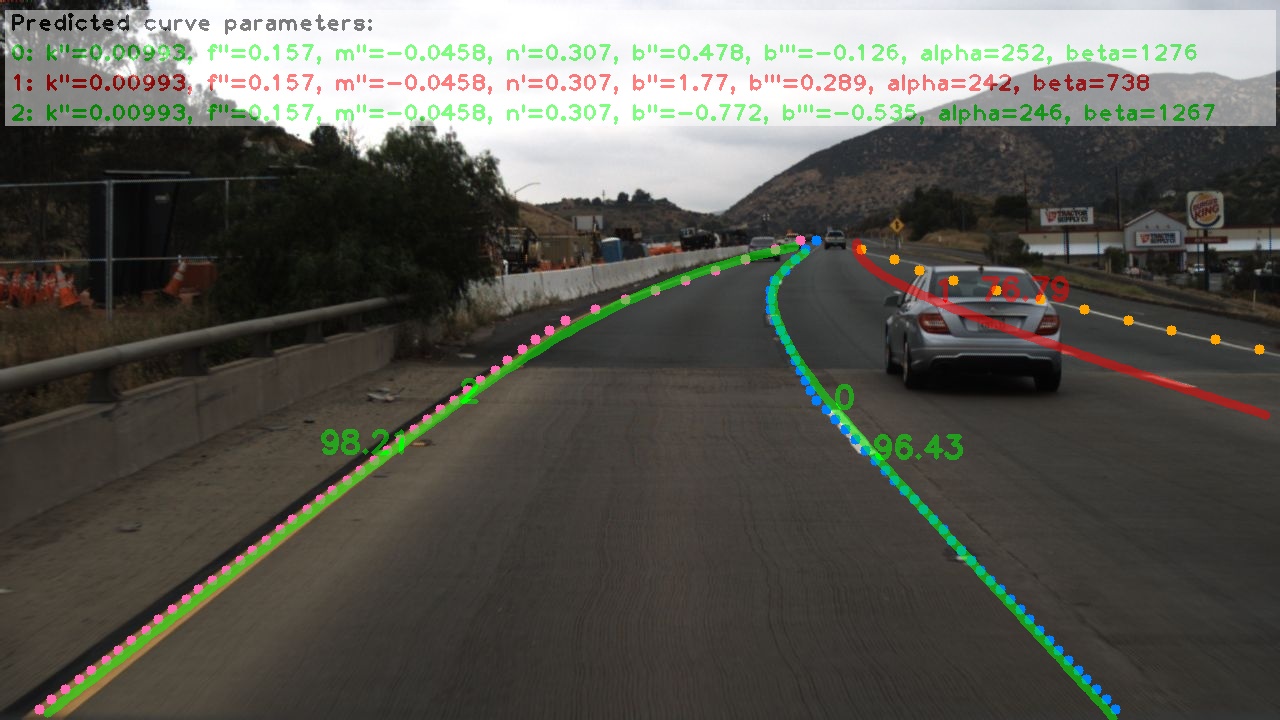 Predicted curve parameters:
0: k''=0.00993, f''=0.157, m''=-0.0458, n'=0.307, b''=0.478, b'''=-0.126, alpha=252, beta=1276
1: k''=0.00993, f''=0.157, m''=-0.0458, n'=0.307, b''=1.77, b'''=0.289, alpha=242, beta=738
2: k''=0.00993, f''=0.157, m''=-0.0458, n'=0.307, b''=-0.772, b'''=-0.535, alpha=246, beta=1267
BURGER KING
TRACTOR SUPPLY CO
TRACTOR SUPPLY CO
1 76.79
2
0
98.21
96.43